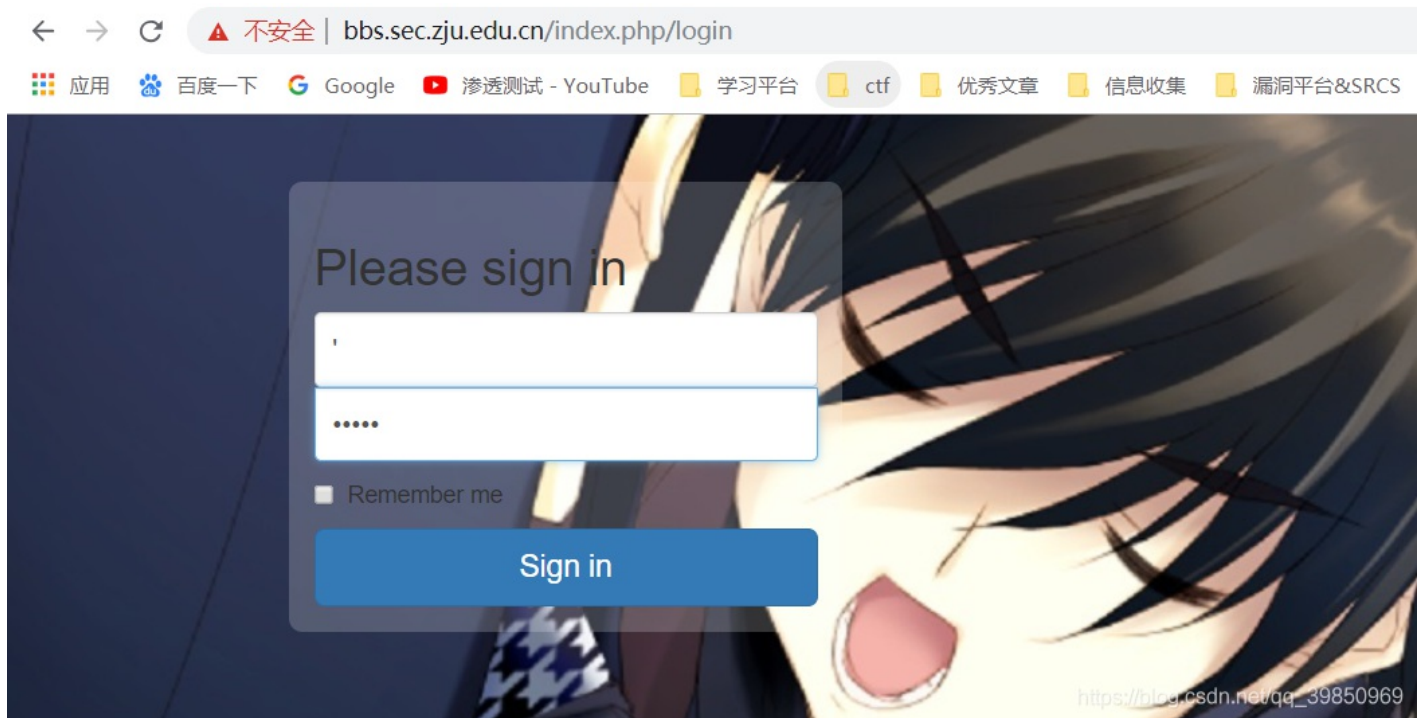 不安全 | bbs.sec.zju.edu.cn/index.php/login
应用 百度一下 Google 渗透测试 - YouTube 学习平台 ctf 优秀文章 信息收集 漏洞平台&SRCS
Please sign in
'
•••••
Remember me
Sign in
https://blog.csdn.net/qq_39850969